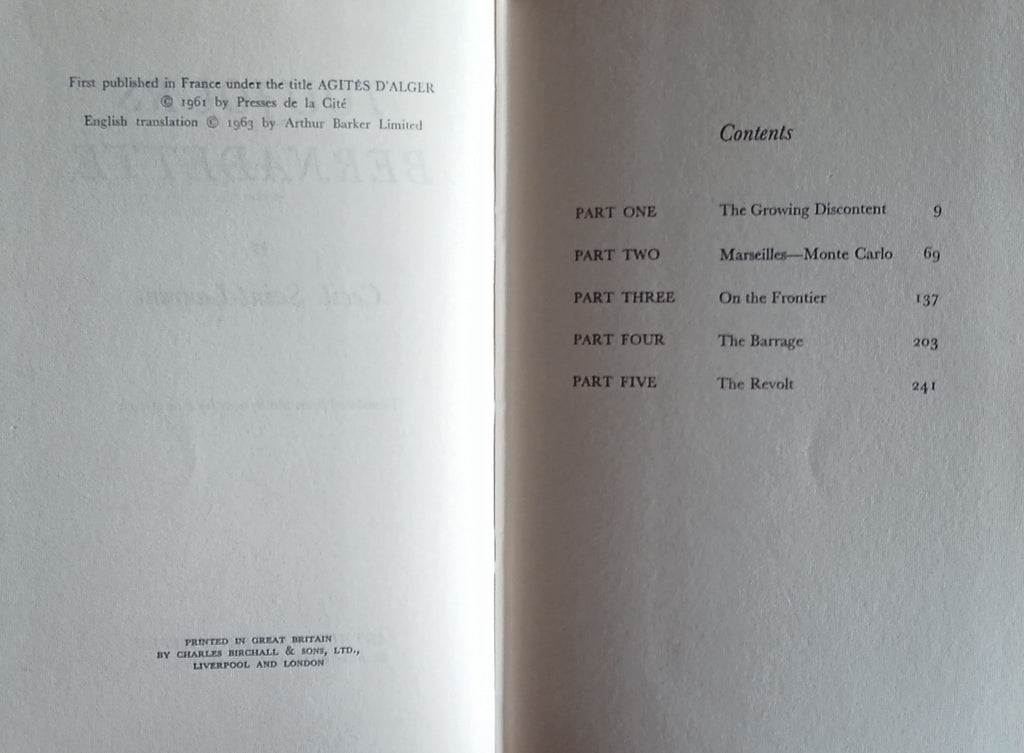 First published in France under the title AGITÉS D'ALGER
© 1961 by Presses de la Cité
English translation © 1963 by Arthur Barker Limited
PRINTED IN GREAT BRITAIN
BY CHARLES BIRCHALL & SONS, LTD.,
LIVERPOOL AND LONDON
Contents
PART ONE The Growing Discontent 9
PART TWO Marseilles—Monte Carlo 69
PART THREE On the Frontier 137
PART FOUR The Barrage 203
PART FIVE The Revolt 241